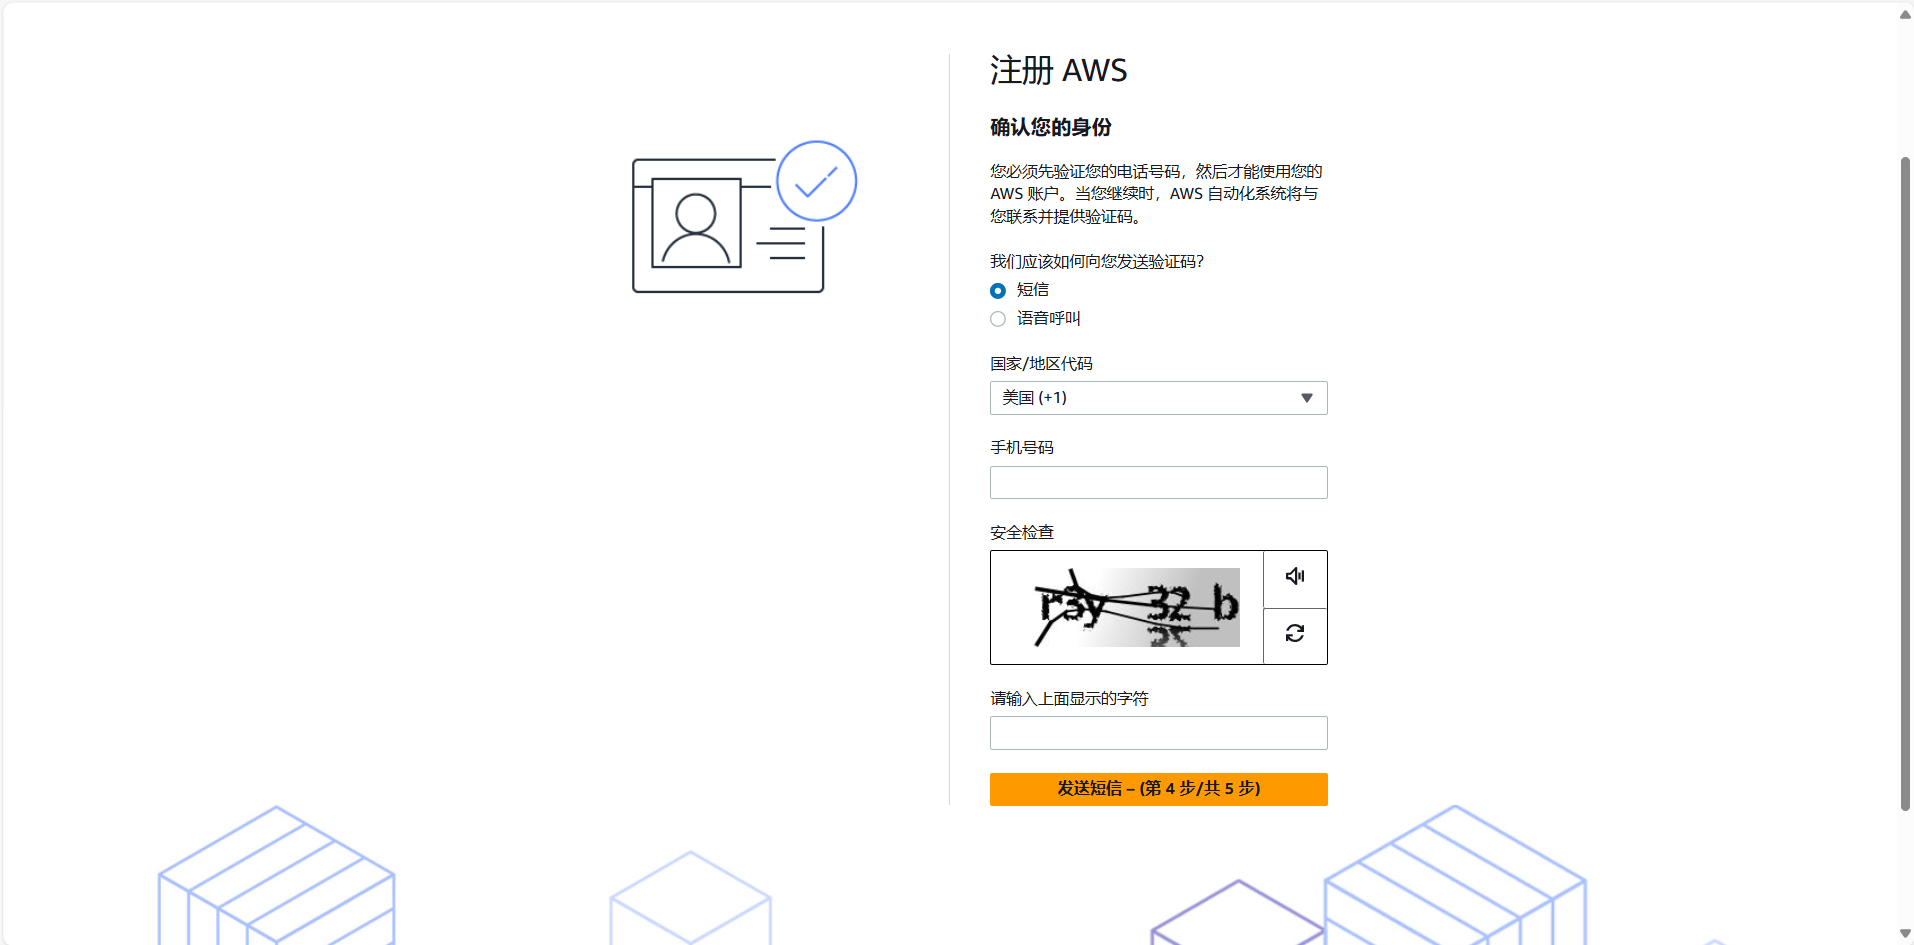 注册 AWS
确认您的身份
您必须先验证您的电话号码，然后才能使用您的
AWS 账户。当您继续时，AWS 自动化系统将与
您联系并提供验证码。
我们应该如何向您发送验证码？
短信
语音呼叫
国家/地区代码
美国 (+1)
手机号码
安全检查
请输入上面显示的字符
发送短信 – (第 4 步/共 5 步)